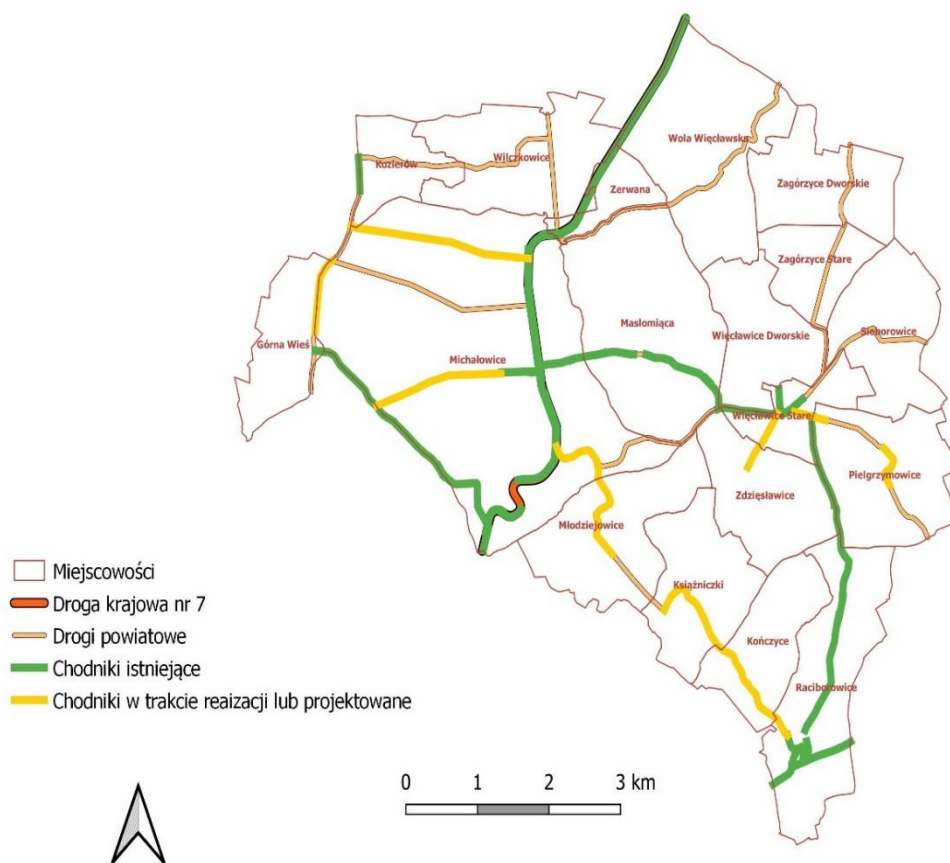 Wola Więcławska
Kozierów
Wilczkowice
Zerwana
Zagórzyce Dworskie
Zagórzyce Stare
Masłomiąca
Więcławice Dworskie
Sieborowice
Górna Wieś
Michałowice
Więcławice Stare
Pielgrzymowice
Zdzięsławice
Młodziejowice
Książniczki
Kończyce
Raciborowice
Miejscowości
Droga krajowa nr 7
Drogi powiatowe
Chodniki istniejące
Chodniki w trakcie reaizacji lub projektowane
0 1 2 3 km